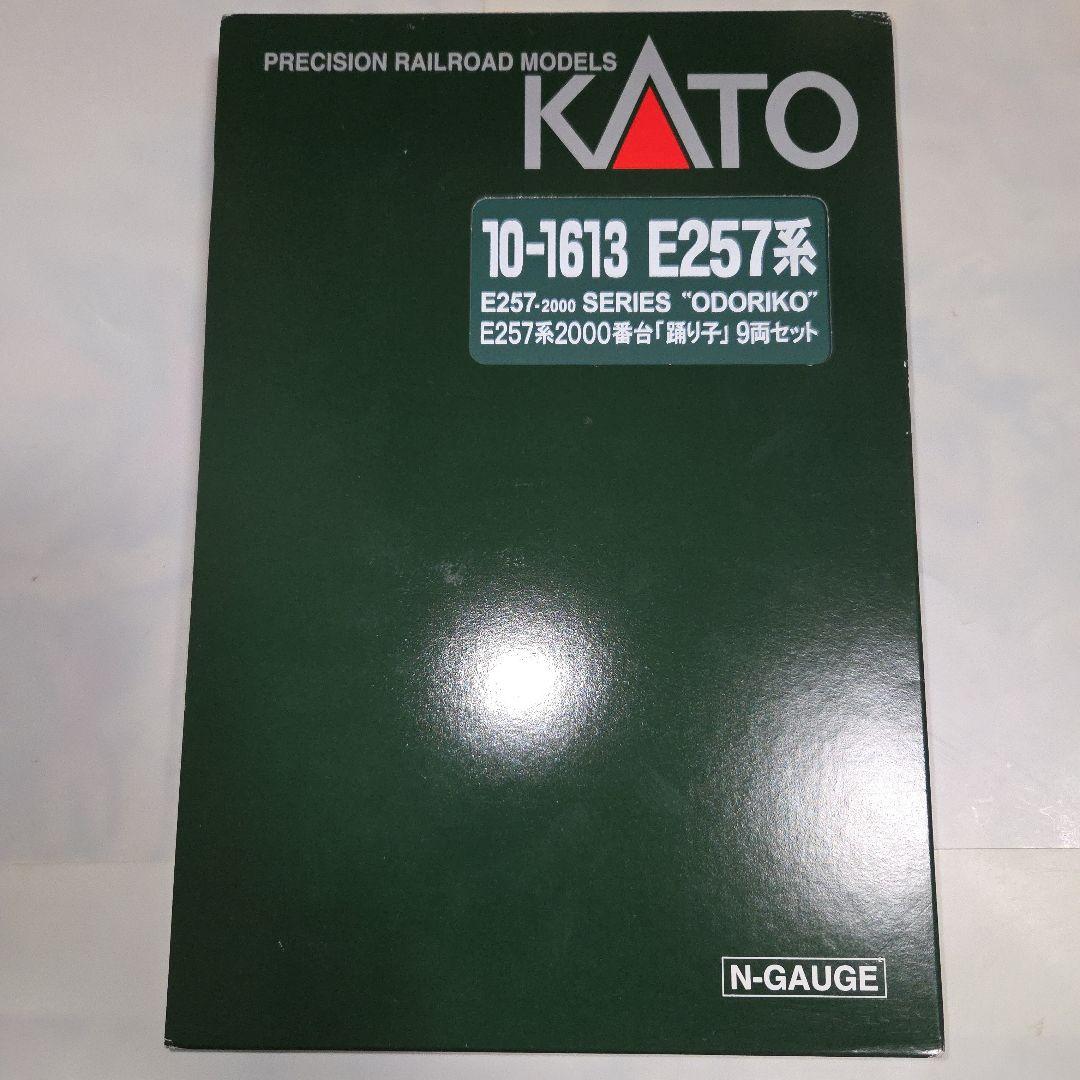 PRECISION RAILROAD MODELS
KATO
10-1613 E257系
E257-2000 SERIES "ODORIKO"
E257系2000番台「踊り子」9両セット
N-GAUGE